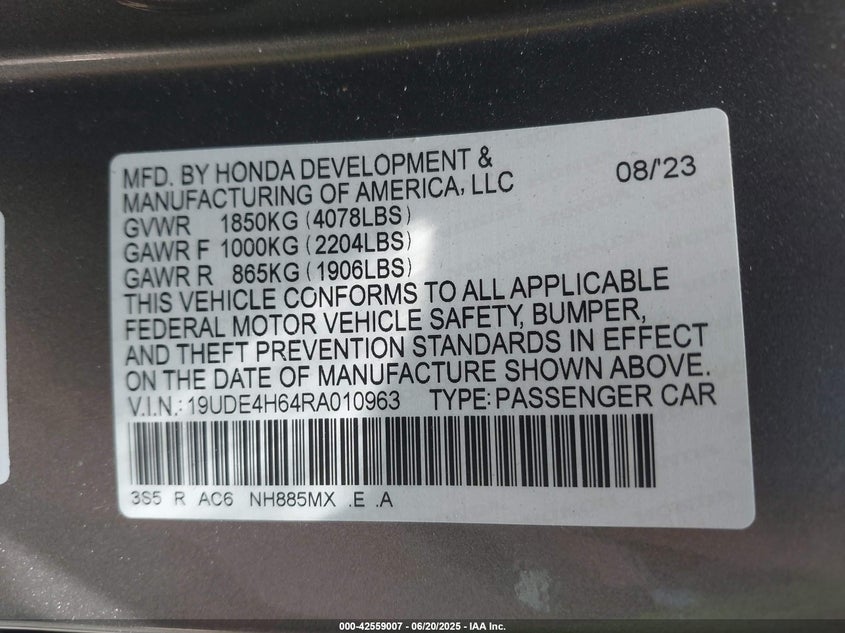 MFD. BY HONDA DEVELOPMENT &
MANUFACTURING OF AMERICA, LLC 08/'23
GVWR 1850KG (4078LBS)
GAWR F 1000KG (2204LBS)
GAWR R 865KG (1906LBS)
THIS VEHICLE CONFORMS TO ALL APPLICABLE
FEDERAL MOTOR VEHICLE SAFETY, BUMPER,
AND THEFT PREVENTION STANDARDS IN EFFECT
ON THE DATE OF MANUFACTURE SHOWN ABOVE.
V.I.N.: 19UDE4H64RA010963 TYPE: PASSENGER CAR
3S5 R AC6 NH885MX .E .A
000-42559007 - 06/20/2025 - IAA Inc.